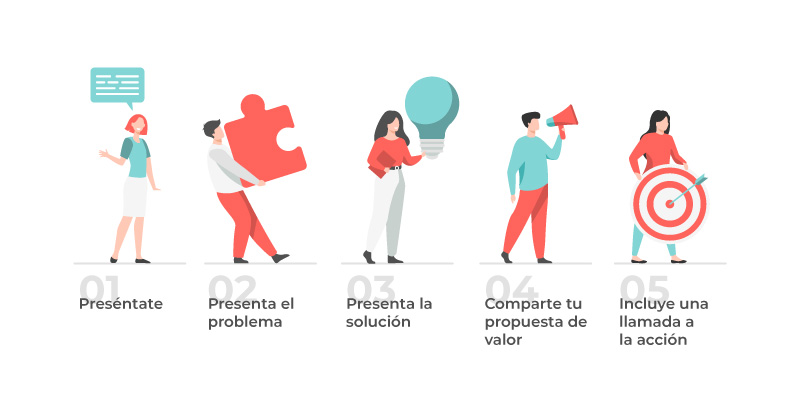 01
Preséntate
02
Presenta el
problema
03
Presenta la
solución
04
Comparte tu
propuesta de
valor
05
Incluye una
llamada a
la acción